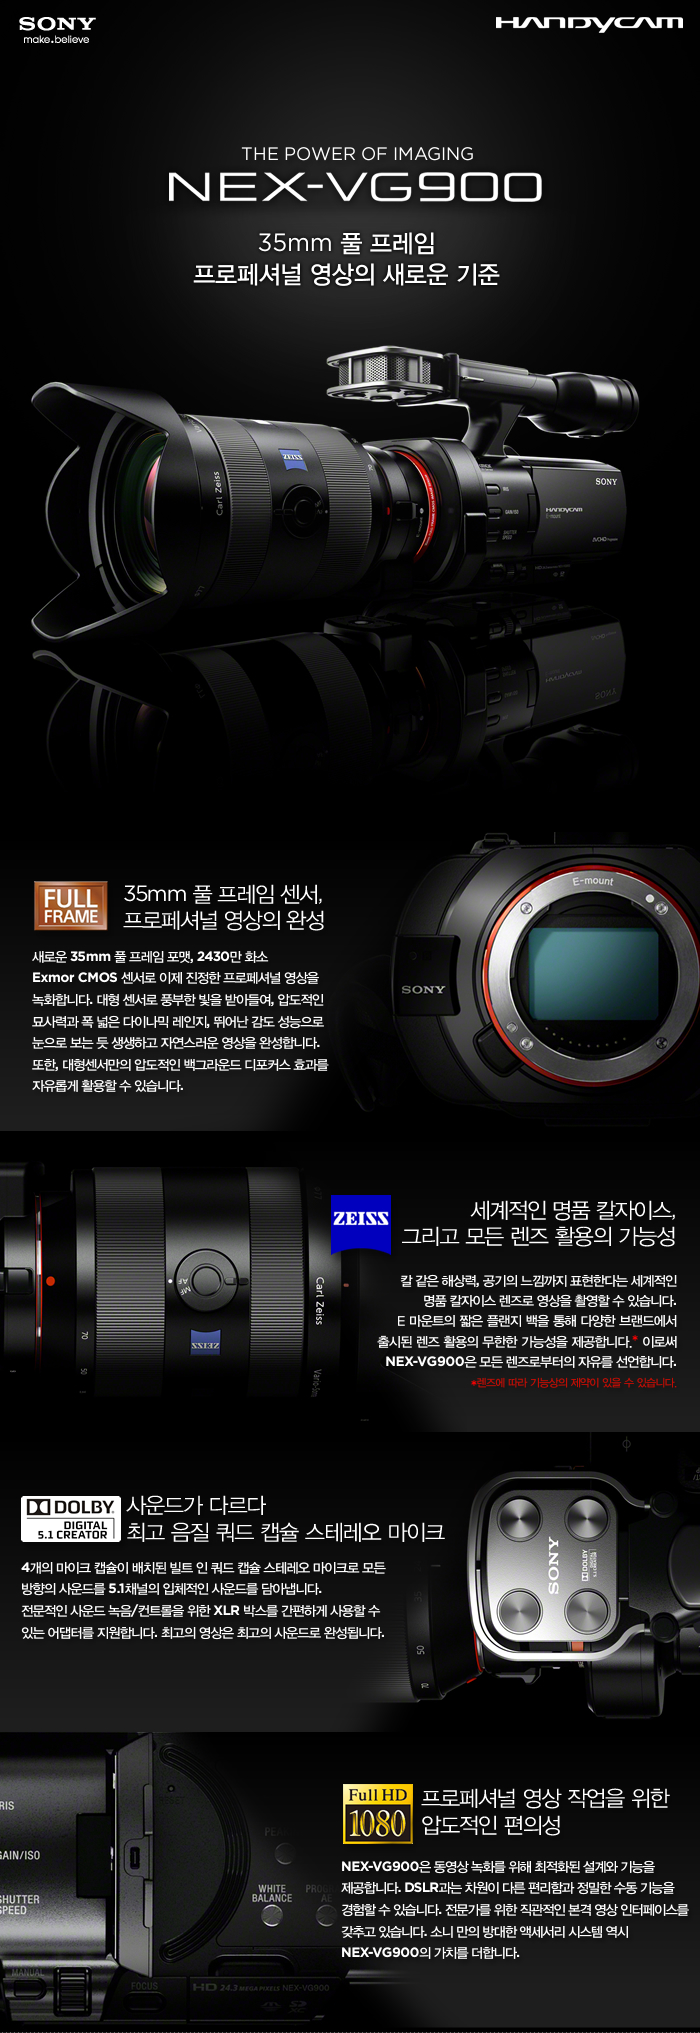 SONY
make.believe
HANDYCAM
THE POWER OF IMAGING
NEX-VG900
35mm 풀 프레임
프로페셔널 영상의 새로운 기준
ZEISS
Carl Zeiss
SONY
HANDYCAM
E-mount
AVCHD Progressive
FULL
FRAME
35mm 풀 프레임 센서,
프로페셔널 영상의 완성
새로운 35mm 풀 프레임 포맷, 2430만 화소
Exmor CMOS 센서로 이제 진정한 프로페셔널 영상을
녹화합니다. 대형 센서로 풍부한 빛을 받아들여, 압도적인
묘사력과 폭 넓은 다이나믹 레인지, 뛰어난 감도 성능으로
눈으로 보는 듯 생생하고 자연스러운 영상을 완성합니다.
또한, 대형센서만의 압도적인 백그라운드 디포커스 효과를
자유롭게 활용할 수 있습니다.
E-mount
SONY
ZEISS
세계적인 명품 칼자이스,
그리고 모든 렌즈 활용의 가능성
칼 같은 해상력, 공기의 느낌까지 표현한다는 세계적인
명품 칼자이스 렌즈로 영상을 촬영할 수 있습니다.
E 마운트의 짧은 플랜지 백을 통해 다양한 브랜드에서
출시된 렌즈 활용의 무한한 가능성을 제공합니다.* 이로써
NEX-VG900은 모든 렌즈로부터의 자유를 선언합니다.
*렌즈에 따라 기능상의 제약이 있을 수 있습니다.
AF
MF
Carl Zeiss
ZEISS
70
50
DOLBY
DIGITAL
5.1 CREATOR
사운드가 다르다
최고 음질 쿼드 캡슐 스테레오 마이크
4개의 마이크 캡슐이 배치된 빌트 인 쿼드 캡슐 스테레오 마이크로 모든
방향의 사운드를 5.1채널의 입체적인 사운드를 담아냅니다.
전문적인 사운드 녹음/컨트롤을 위한 XLR 박스를 간편하게 사용할 수
있는 어댑터를 지원합니다. 최고의 영상은 최고의 사운드로 완성됩니다.
SONY
DOLBY
50
70
Full HD
1080
프로페셔널 영상 작업을 위한
압도적인 편의성
NEX-VG900은 동영상 녹화를 위해 최적화된 설계와 기능을
제공합니다. DSLR과는 차원이 다른 편리함과 정밀한 수동 기능을
경험할 수 있습니다. 전문가를 위한 직관적인 본격 영상 인터페이스를
갖추고 있습니다. 소니 만의 방대한 액세서리 시스템 역시
NEX-VG900의 가치를 더합니다.
RIS
AIN/ISO
HUTTER
PEED
WHITE
BALANCE
MANUAL
FOCUS
HD 24.3 MEGA PIXELS NEX-VG900